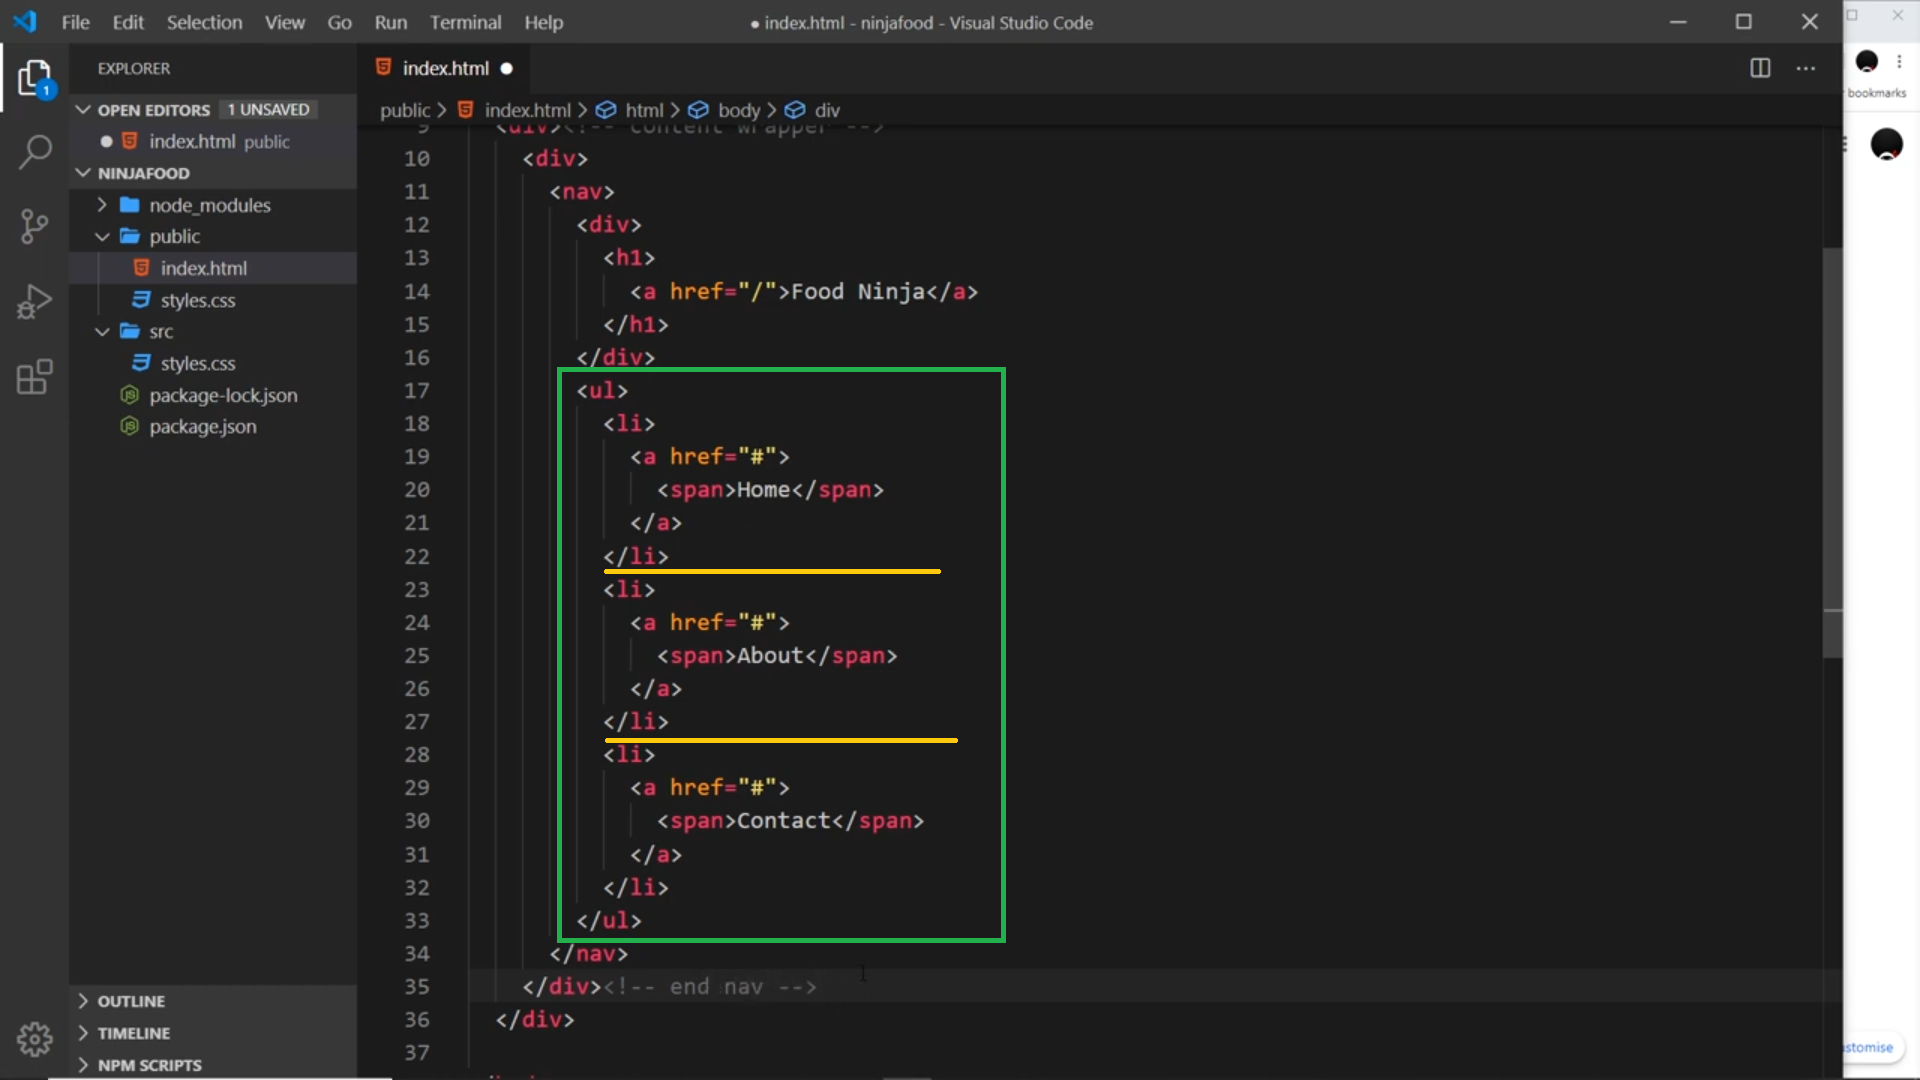 File Edit Selection View Go Run Terminal Help
● index.html - ninjafood - Visual Studio Code
EXPLORER
OPEN EDITORS 1 UNSAVED
index.html public
NINJAFOOD
node_modules
public
index.html
styles.css
src
styles.css
package-lock.json
package.json
OUTLINE
TIMELINE
NPM SCRIPTS
1
index.html
public > index.html > html > body > div
9 <div><!-- content wrapper -->
10 <div>
11 <nav>
12 <div>
13 <h1>
14 <a href="/">Food Ninja</a>
15 </h1>
16 </div>
17 <ul>
18 <li>
19 <a href="#">
20 <span>Home</span>
21 </a>
22 </li>
23 <li>
24 <a href="#">
25 <span>About</span>
26 </a>
27 </li>
28 <li>
29 <a href="#">
30 <span>Contact</span>
31 </a>
32 </li>
33 </ul>
34 </nav>
35 </div><!-- end nav -->
36 </div>
37
bookmarks
stomise